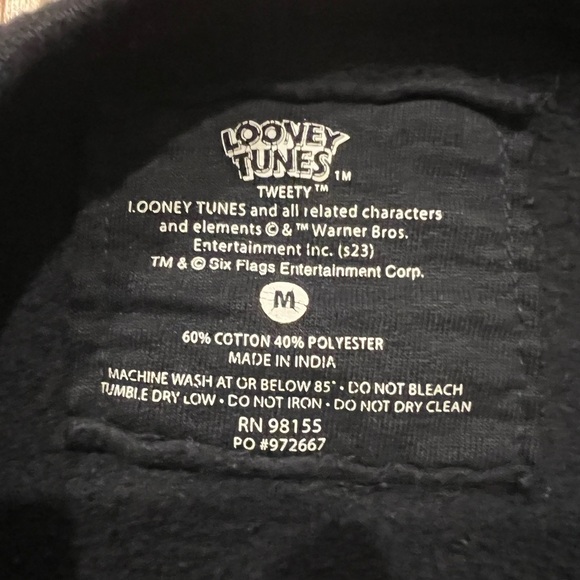 LOONEY
TUNES TM
TWEETY™
LOONEY TUNES and all related characters
and elements © & ™ Warner Bros.
Entertainment Inc. (s23)
TM & © Six Flags Entertainment Corp.
M
60% COTTON 40% POLYESTER
MADE IN INDIA
MACHINE WASH AT OR BELOW 85° · DO NOT BLEACH
TUMBLE DRY LOW · DO NOT IRON · DO NOT DRY CLEAN
RN 98155
PO #972667